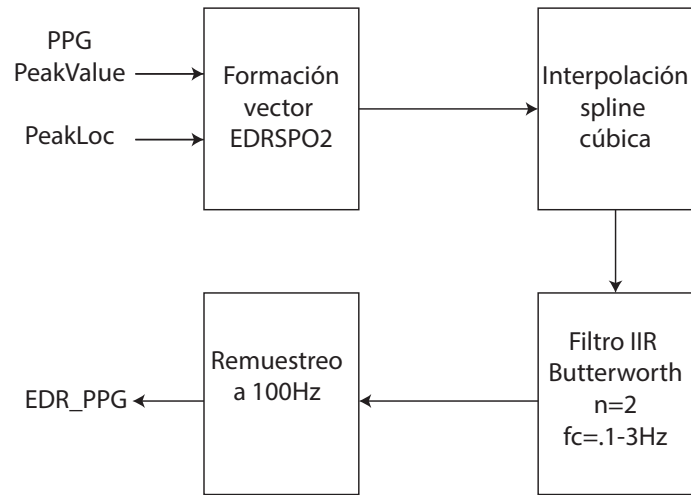 PPG
PeakValue
PeakLoc
Formación
vector
EDRSPO2
Interpolación
spline
cúbica
Filtro IIR
Butterworth
n=2
fc=.1-3Hz
Remuestreo
a 100Hz
EDR_PPG